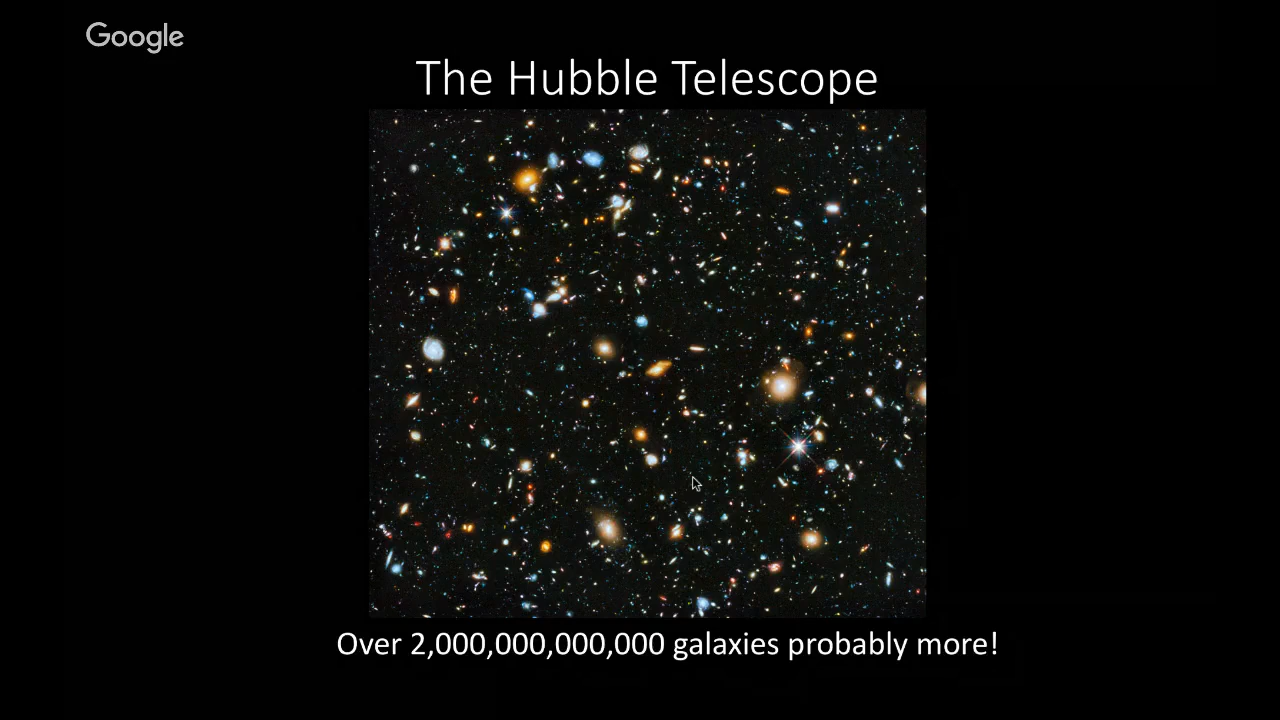 Google
The Hubble Telescope
Over 2,000,000,000,000 galaxies probably more!